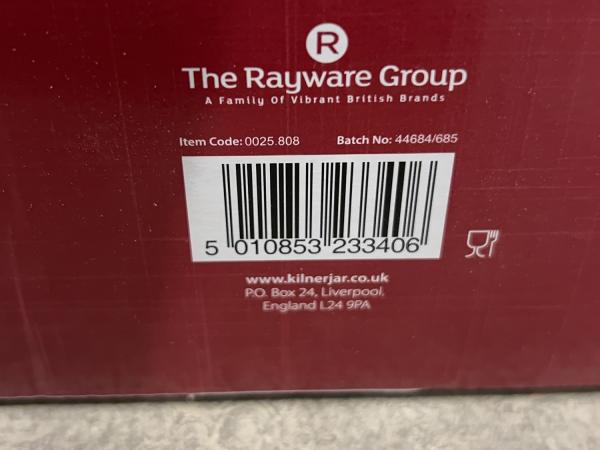 R
The Rayware Group
A Family Of Vibrant British Brands
Item Code: 0025.808 Batch No: 44684/685
5 010853 233406
www.kilnerjar.co.uk
P.O. Box 24, Liverpool,
England L24 9PA